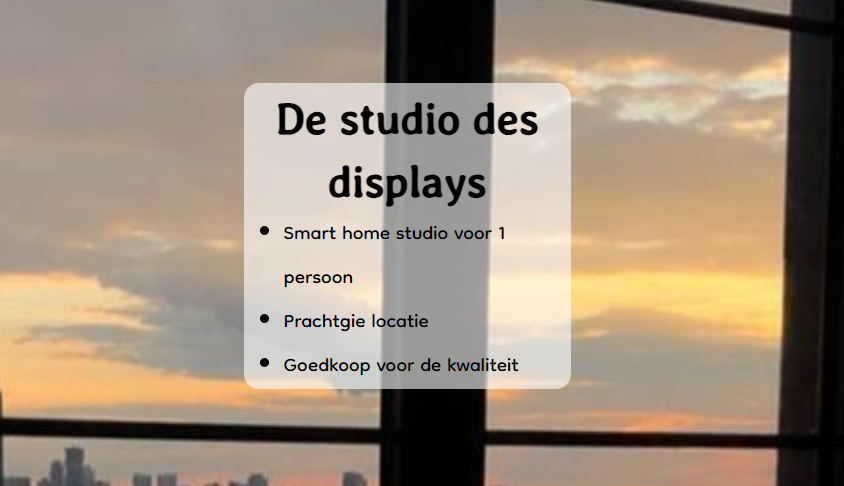 De studio des
displays
Smart home studio voor 1
persoon
Prachtgie locatie
Goedkoop voor de kwaliteit